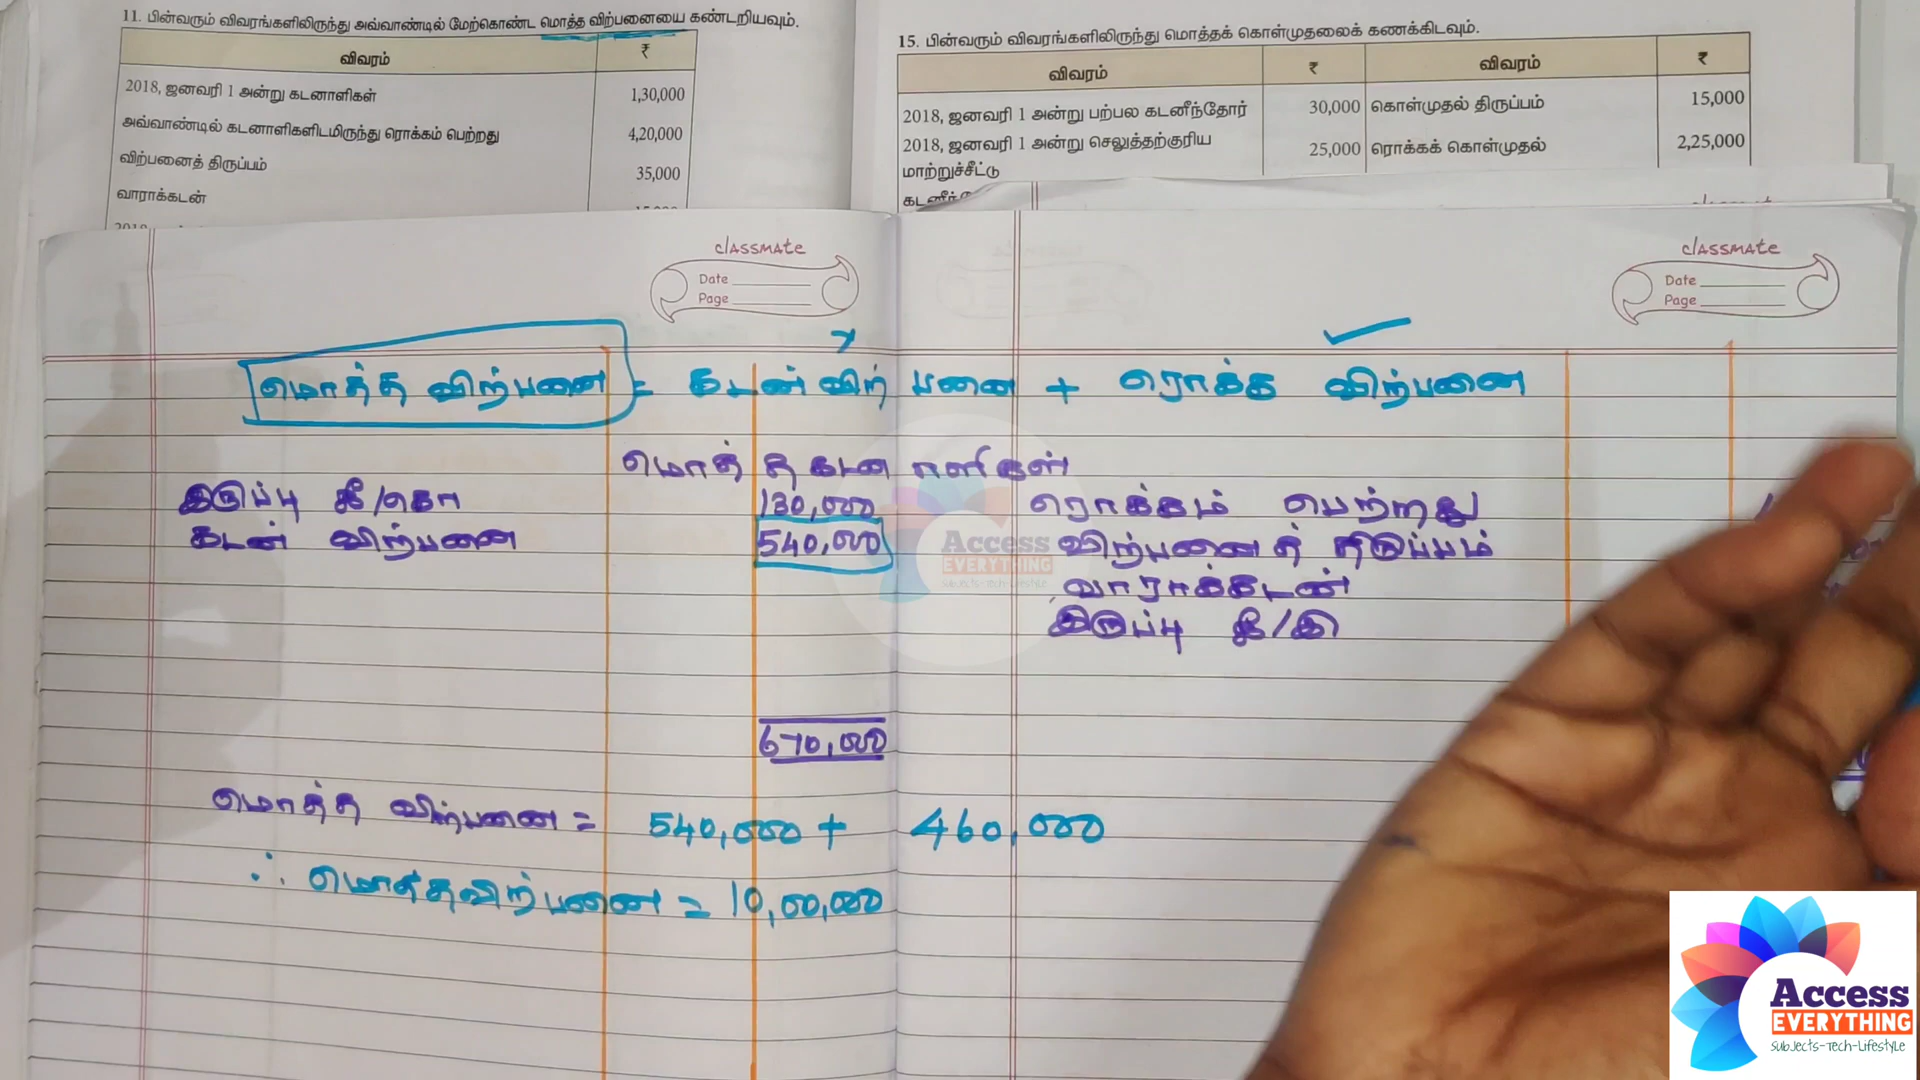 11. பின்வரும் விவரங்களிலிருந்து அவ்வாண்டில் மேற்கொண்ட மொத்த விற்பனையை கண்டறியவும்.
விவரம் ₹
2018, ஜனவரி 1 அன்று கடனாளிகள் 1,30,000
அவ்வாண்டில் கடனாளிகளிடமிருந்து ரொக்கம் பெற்றது 4,20,000
விற்பனைத் திருப்பம் 35,000
வாராக்கடன்
15. பின்வரும் விவரங்களிலிருந்து மொத்தக் கொள்முதலைக் கணக்கிடவும்.
விவரம் ₹ விவரம் ₹
2018, ஜனவரி 1 அன்று பற்பல கடனீந்தோர் 30,000 கொள்முதல் திருப்பம் 15,000
2018, ஜனவரி 1 அன்று செலுத்தற்குரிய 25,000 ரொக்கக் கொள்முதல் 2,25,000
மாற்றுச்சீட்டு
classmate
Date
Page
classmate
Date
Page
மொத்த விற்பனை = கடன் விற்பனை + ரொக்க விற்பனை
மொத்த கடனாளிகள்
இருப்பு கீ/கொ 130,000 ரொக்கம் பெற்றது
கடன் விற்பனை 540,000 விற்பனைத் திருப்பம்
வாராக்கடன்
இருப்பு கீ/இ
670,000
மொத்த விற்பனை = 540,000 + 460,000
∴ மொத்தவிற்பனை = 10,00,000
Access
EVERYTHING
Subjects-Tech-Lifestyle
Access
EVERYTHING
Subjects-Tech-Lifestyle